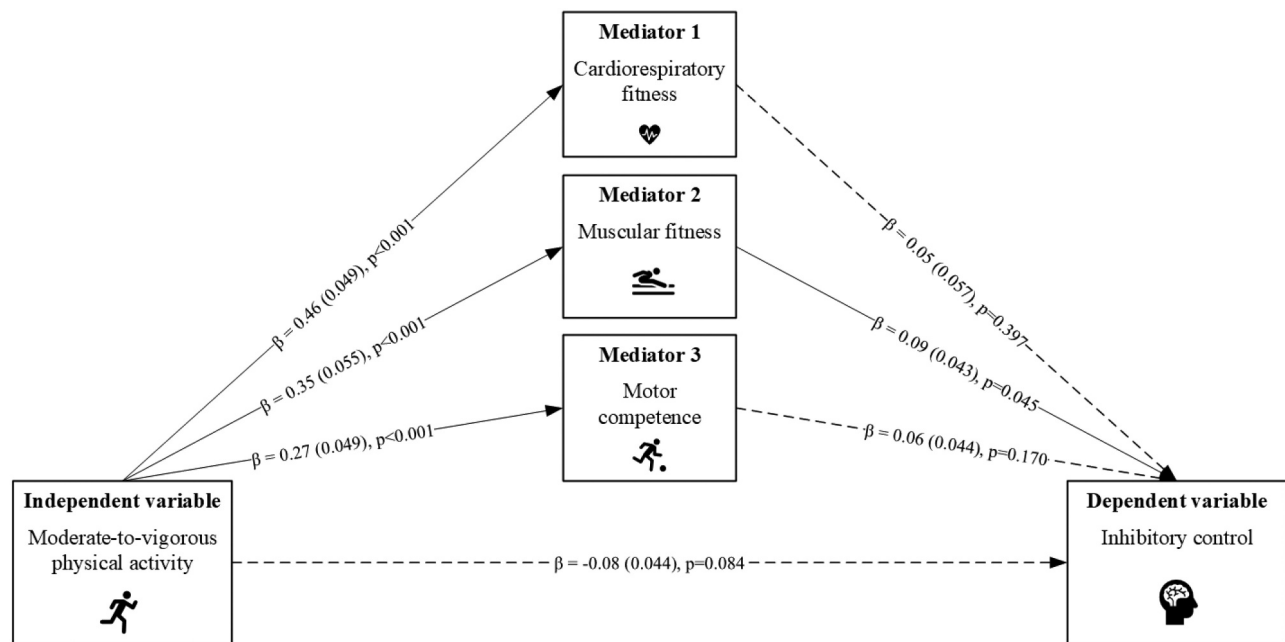 Mediator 1
Cardiorespiratory
fitness
Mediator 2
Muscular fitness
Mediator 3
Motor
competence
β = 0.46 (0.049), p<0.001
β = 0.35 (0.055), p<0.001
β = 0.27 (0.049), p<0.001
β = 0.05 (0.057), p=0.397
β = 0.09 (0.043), p=0.045
β = 0.06 (0.044), p=0.170
Independent variable
Moderate-to-vigorous
physical activity
β = -0.08 (0.044), p=0.084
Dependent variable
Inhibitory control